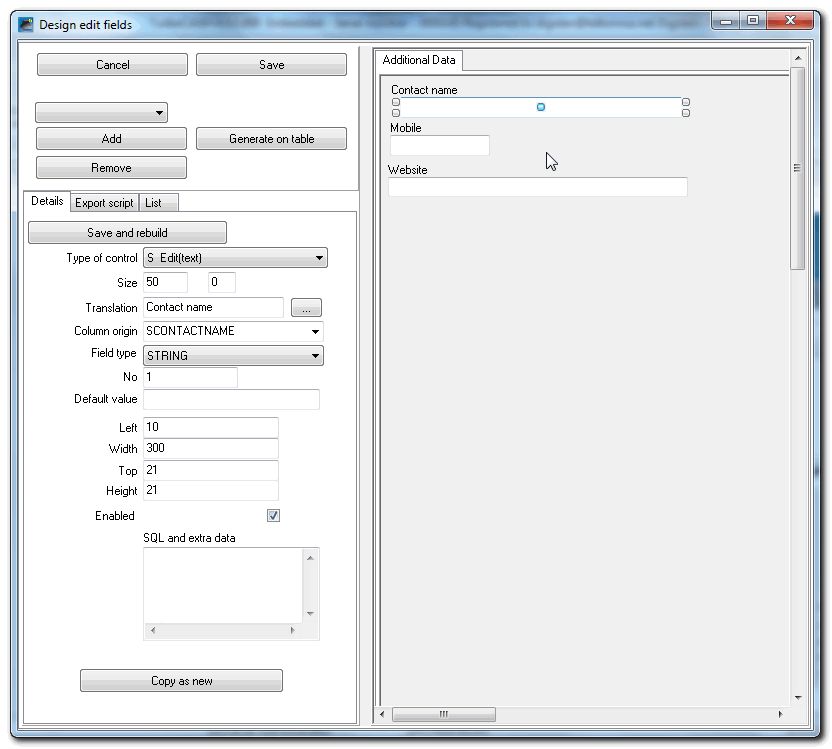 Design edit fields
Cancel
Save
Add
Generate on table
Remove
Details
Export script
List
Save and rebuild
Type of control
S Edit(text)
Size
50
0
Translation
Contact name
...
Column origin
SCONTACTNAME
Field type
STRING
No
1
Default value
Left
10
Width
300
Top
21
Height
21
Enabled
SQL and extra data
Copy as new
Additional Data
Contact name
Mobile
Website